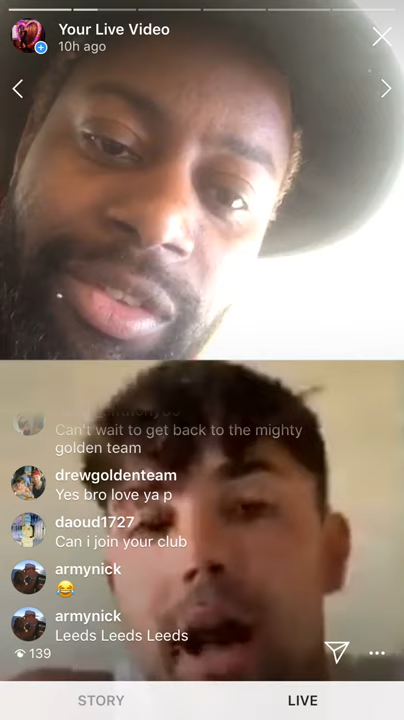 Your Live Video
10h ago
Can't wait to get back to the mighty
golden team
drewgoldenteam
Yes bro love ya p
daoud1727
Can i join your club
armynick
😂
armynick
Leeds Leeds Leeds
139
STORY
LIVE